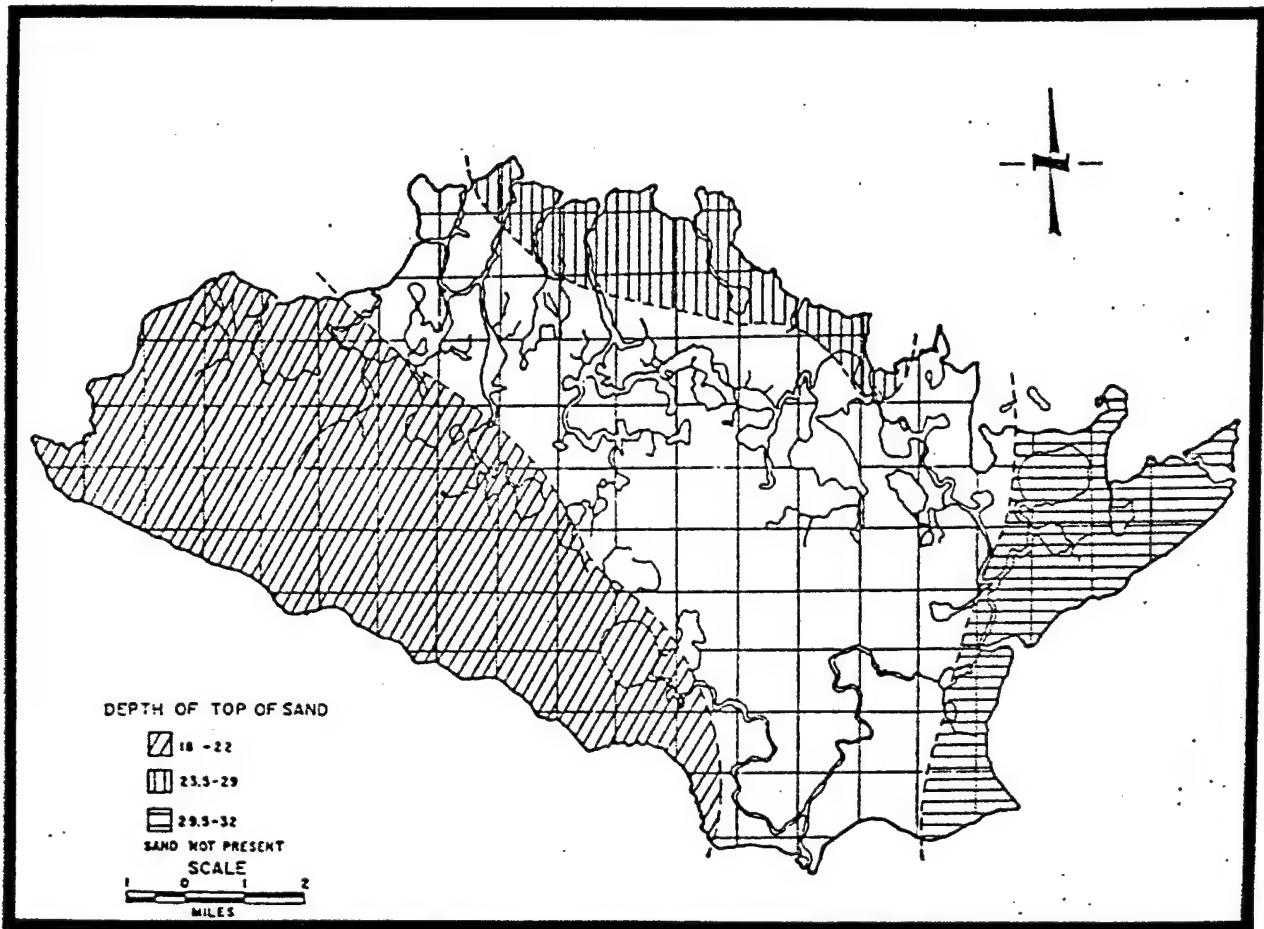 N
DEPTH OF TOP OF SAND
18 -22
23.5-29
29.5-32
SAND NOT PRESENT
SCALE
1 0 1 2
MILES